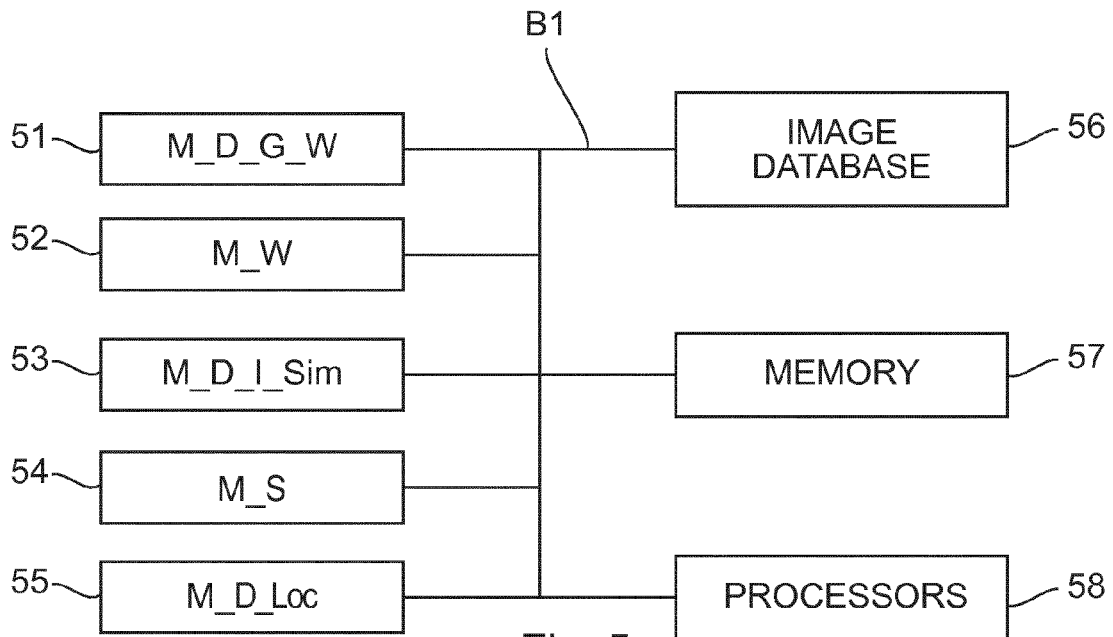 B1
51
M_D_G_W
IMAGE
DATABASE
56
52
M_W
53
M_D_I_Sim
MEMORY
57
54
M_S
55
M_D_Loc
PROCESSORS
58